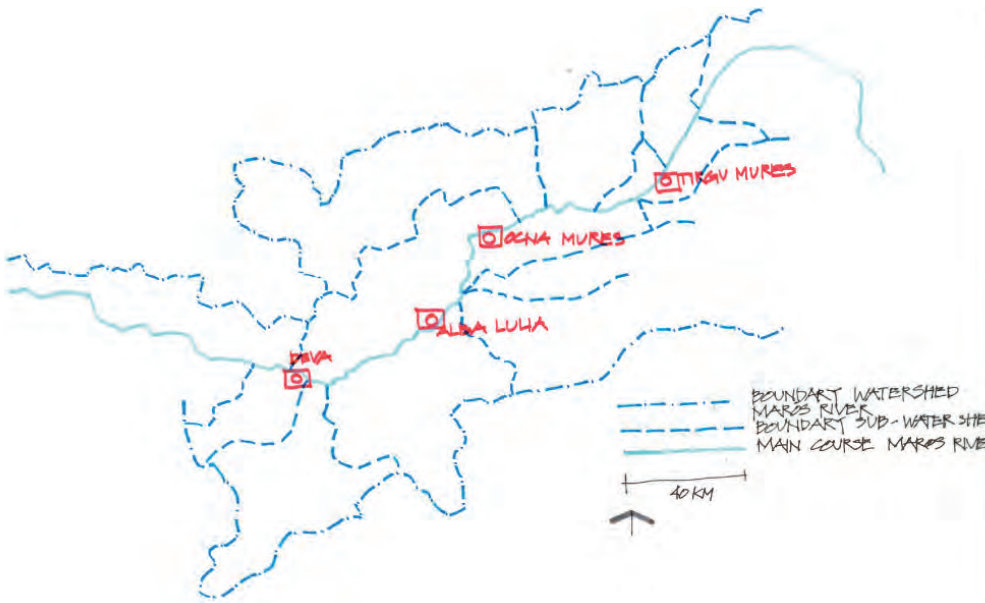 TIRGU MURES
OCNA MURES
ALBA LULIA
DEVA
BOUNDARY WATERSHED
MAROS RIVER
BOUNDARY SUB-WATERSHE
MAIN COURSE MAROS RIVE
40 KM